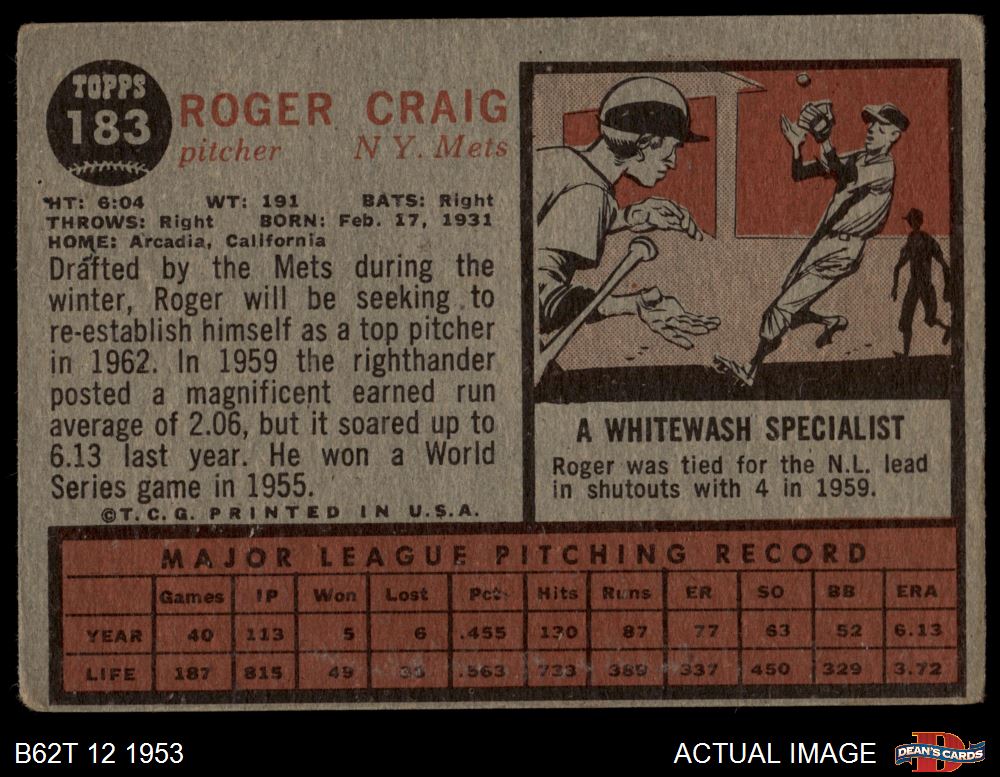 TOPPS
183
ROGER CRAIG
pitcher N Y. Mets
HT: 6:04 WT: 191 BATS: Right
THROWS: Right BORN: Feb. 17, 1931
HOME: Arcadia, California
Drafted by the Mets during the
winter, Roger will be seeking to
re-establish himself as a top pitcher
in 1962. In 1959 the righthander
posted a magnificent earned run
average of 2.06, but it soared up to
6.13 last year. He won a World
Series game in 1955.
©T.C.G. PRINTED IN U.S.A.
A WHITEWASH SPECIALIST
Roger was tied for the N.L. lead
in shutouts with 4 in 1959.
MAJOR LEAGUE PITCHING RECORD
Games IP Won Lost Pct. Hits Runs ER SO BB ERA
YEAR 40 113 5 6 .455 130 87 77 63 52 6.13
LIFE 187 815 49 .563 733 389 337 450 329 3.72
B62T 12 1953
ACTUAL IMAGE
D
DEAN'S CARDS